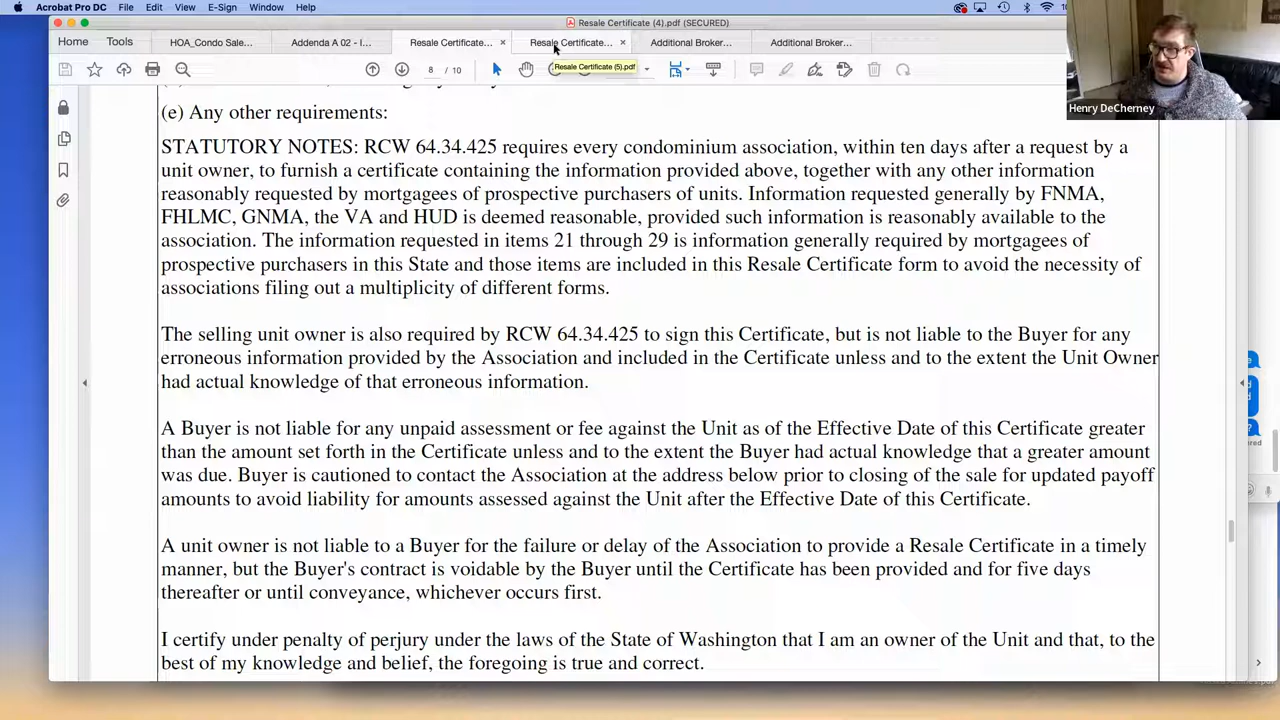 Acrobat Pro DC File Edit View E-Sign Window Help
Resale Certificate (4).pdf (SECURED)
Home Tools HOA_Condo Sale... Addenda A 02 - I... Resale Certificate... × Resale Certificate... × Additional Broker... Additional Broker...
8 / 10
Resale Certificate (5).pdf
Henry DeCherney
(e) Any other requirements:
STATUTORY NOTES: RCW 64.34.425 requires every condominium association, within ten days after a request by a
unit owner, to furnish a certificate containing the information provided above, together with any other information
reasonably requested by mortgagees of prospective purchasers of units. Information requested generally by FNMA,
FHLMC, GNMA, the VA and HUD is deemed reasonable, provided such information is reasonably available to the
association. The information requested in items 21 through 29 is information generally required by mortgagees of
prospective purchasers in this State and those items are included in this Resale Certificate form to avoid the necessity of
associations filing out a multiplicity of different forms.
The selling unit owner is also required by RCW 64.34.425 to sign this Certificate, but is not liable to the Buyer for any
erroneous information provided by the Association and included in the Certificate unless and to the extent the Unit Owner
had actual knowledge of that erroneous information.
A Buyer is not liable for any unpaid assessment or fee against the Unit as of the Effective Date of this Certificate greater
than the amount set forth in the Certificate unless and to the extent the Buyer had actual knowledge that a greater amount
was due. Buyer is cautioned to contact the Association at the address below prior to closing of the sale for updated payoff
amounts to avoid liability for amounts assessed against the Unit after the Effective Date of this Certificate.
A unit owner is not liable to a Buyer for the failure or delay of the Association to provide a Resale Certificate in a timely
manner, but the Buyer's contract is voidable by the Buyer until the Certificate has been provided and for five days
thereafter or until conveyance, whichever occurs first.
I certify under penalty of perjury under the laws of the State of Washington that I am an owner of the Unit and that, to the
best of my knowledge and belief, the foregoing is true and correct.